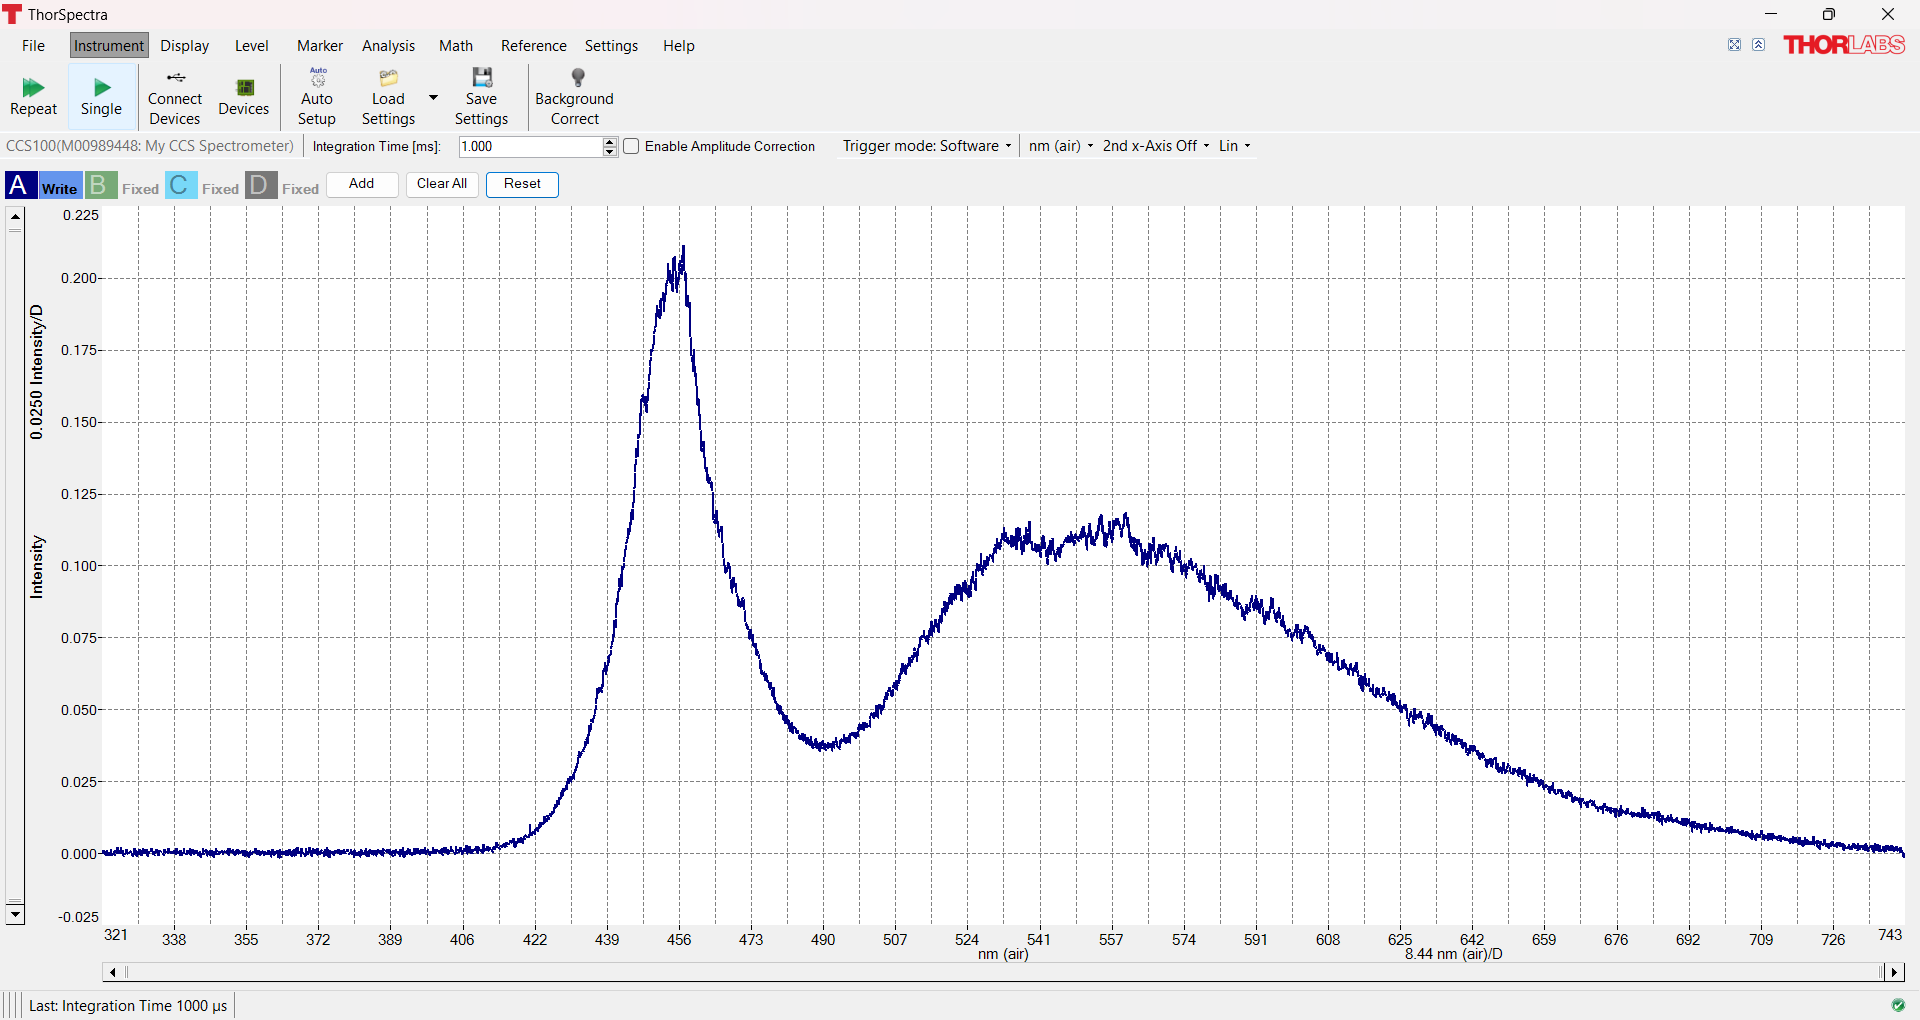 ThorSpectra
File Instrument Display Level Marker Analysis Math Reference Settings Help
THORLABS
Repeat Single Connect Devices Devices Auto Auto Setup Load Settings Save Settings Background Correct
CCS100(M00989448: My CCS Spectrometer) Integration Time [ms]: 1.000 Enable Amplitude Correction Trigger mode: Software nm (air) 2nd x-Axis Off Lin
A Write B Fixed C Fixed D Fixed Add Clear All Reset
0.225
0.200
0.175
0.150
0.125
0.100
0.075
0.050
0.025
0.000
-0.025
0.0250 Intensity/D
Intensity
321 338 355 372 389 406 422 439 456 473 490 507 524 541 557 574 591 608 625 642 659 676 692 709 726 743
nm (air) 8.44 nm (air)/D
Last: Integration Time 1000 µs